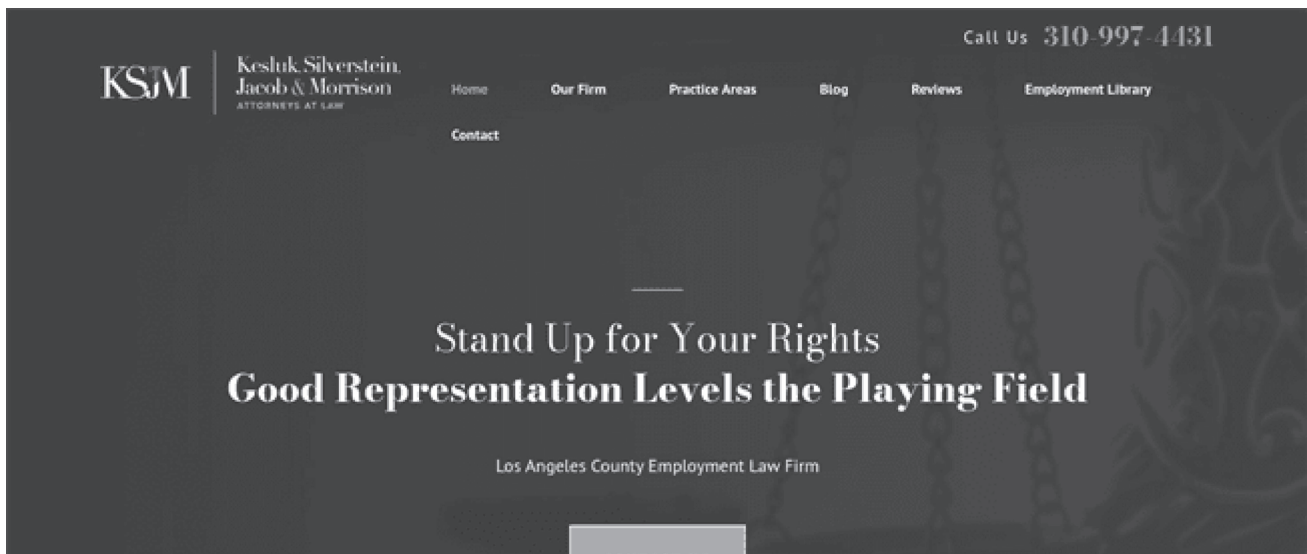 Call Us 310-997-4431
KSJM
Kesluk, Silverstein,
Jacob & Morrison
ATTORNEYS AT LAW
Home Our Firm Practice Areas Blog Reviews Employment Library
Contact
Stand Up for Your Rights
Good Representation Levels the Playing Field
Los Angeles County Employment Law Firm